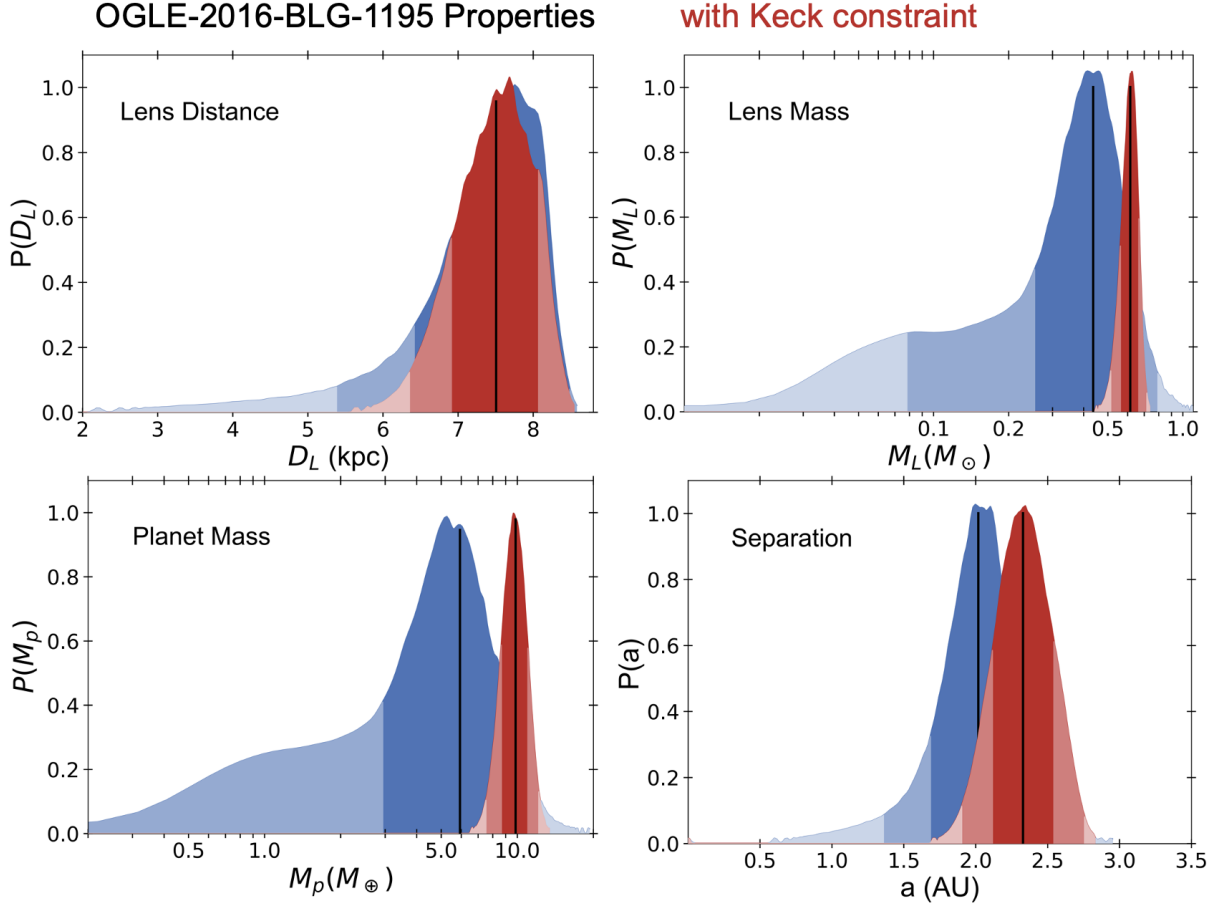 OGLE-2016-BLG-1195 Properties with Keck constraint
Lens Distance
P(D_L)
1.0
0.8
0.6
0.4
0.2
0.0
2 3 4 5 6 7 8
D_L (kpc)
Lens Mass
P(M_L)
1.0
0.8
0.6
0.4
0.2
0.0
0.1 0.2 0.5 1.0
M_L(M_⊙)
Planet Mass
P(M_p)
1.0
0.8
0.6
0.4
0.2
0.0
0.5 1.0 5.0 10.0
M_p(M_⊕)
Separation
P(a)
1.0
0.8
0.6
0.4
0.2
0.0
0.5 1.0 1.5 2.0 2.5 3.0 3.5
a (AU)